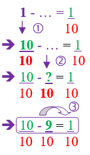 1 - ... = 1
① 10
➔ 10 - ... = 1
10 ② 10
➔ 10 - ? = 1
10 10 10
③
➔ 10 - 9 = 1
10 10 10